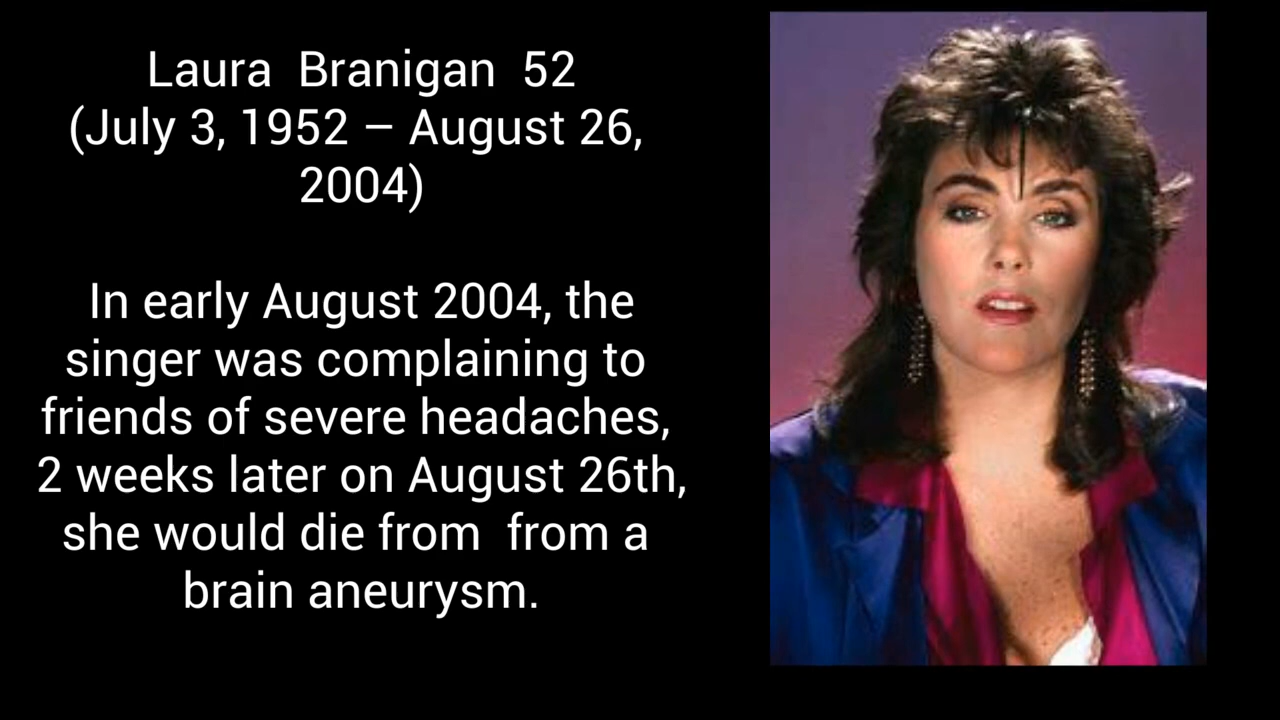 Laura  Branigan  52
(July 3, 1952 – August 26,
2004)
In early August 2004, the
singer was complaining to
friends of severe headaches,
2 weeks later on August 26th,
she would die from  from a
brain aneurysm.